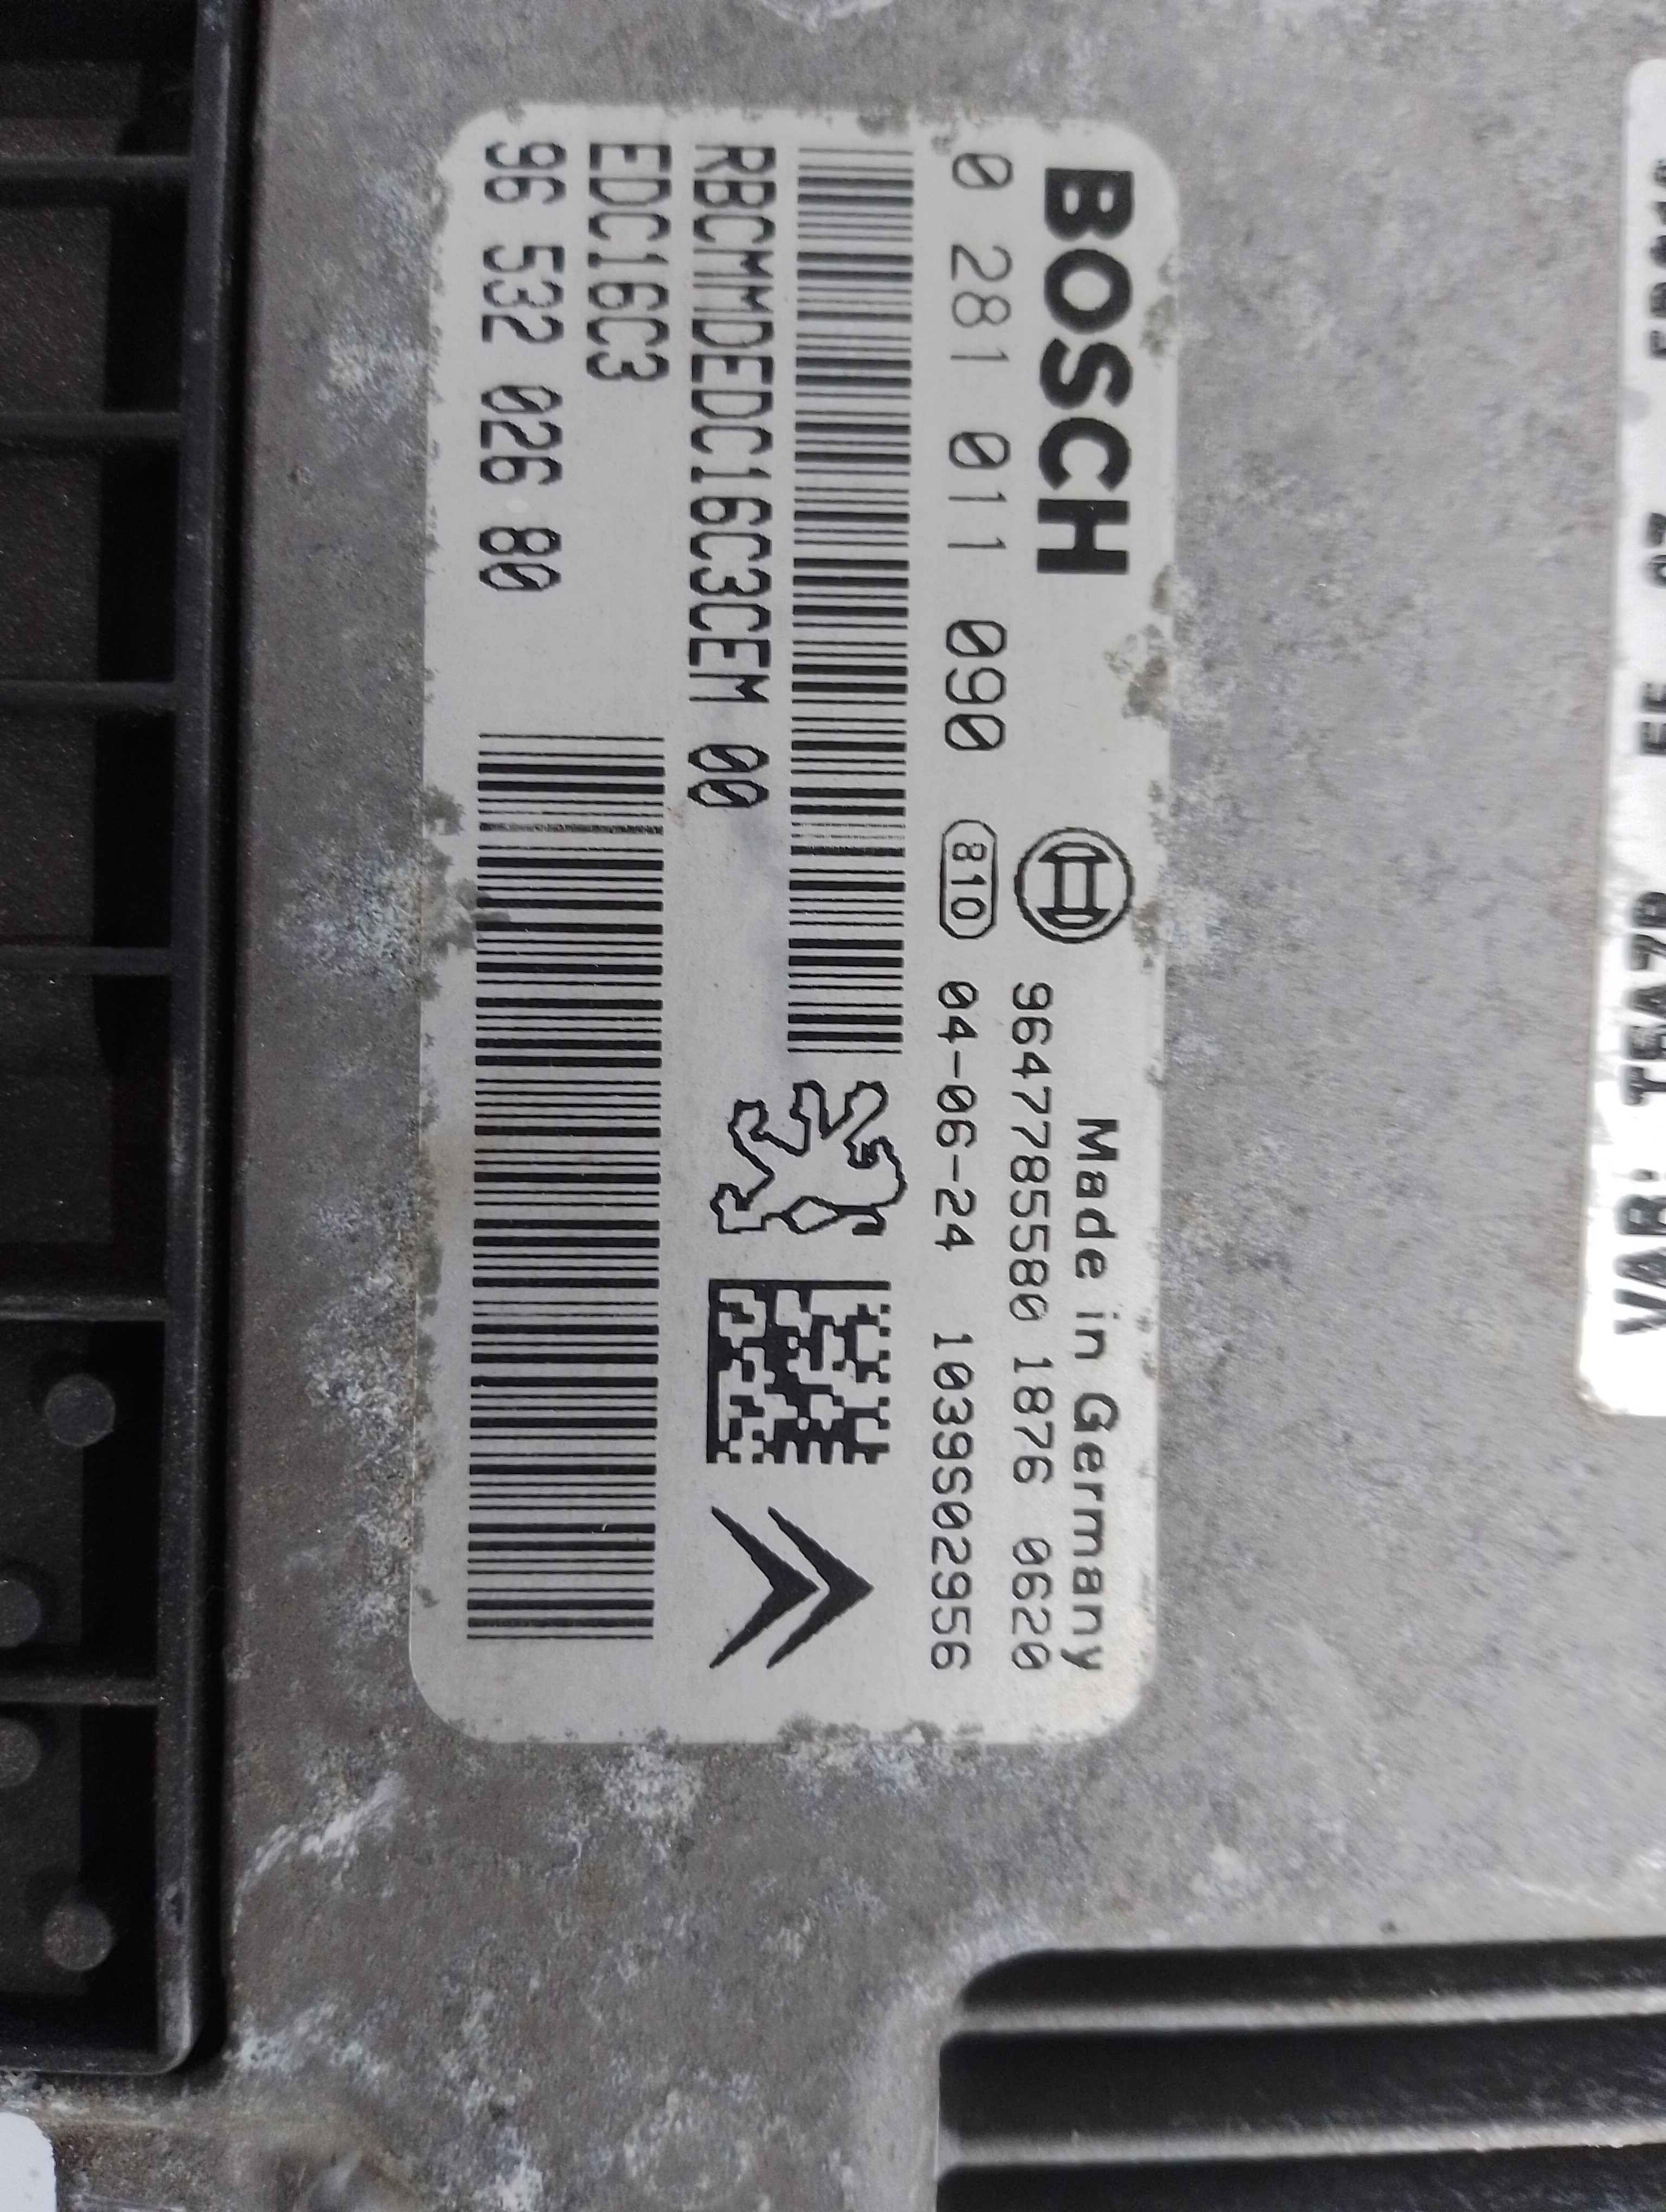 BOSCH
Made in Germany
9647785580 1876 0620
0 281 011 090 810 04-06-24 1039S02956
RBCMMDEDC16C3CEM 00
EDC16C3
96 532 026 80
VAR: